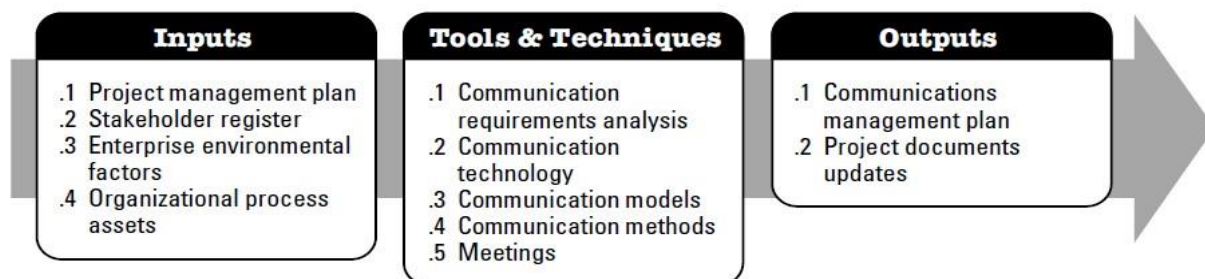 Inputs
.1 Project management plan
.2 Stakeholder register
.3 Enterprise environmental
factors
.4 Organizational process
assets
Tools & Techniques
.1 Communication
requirements analysis
.2 Communication
technology
.3 Communication models
.4 Communication methods
.5 Meetings
Outputs
.1 Communications
management plan
.2 Project documents
updates